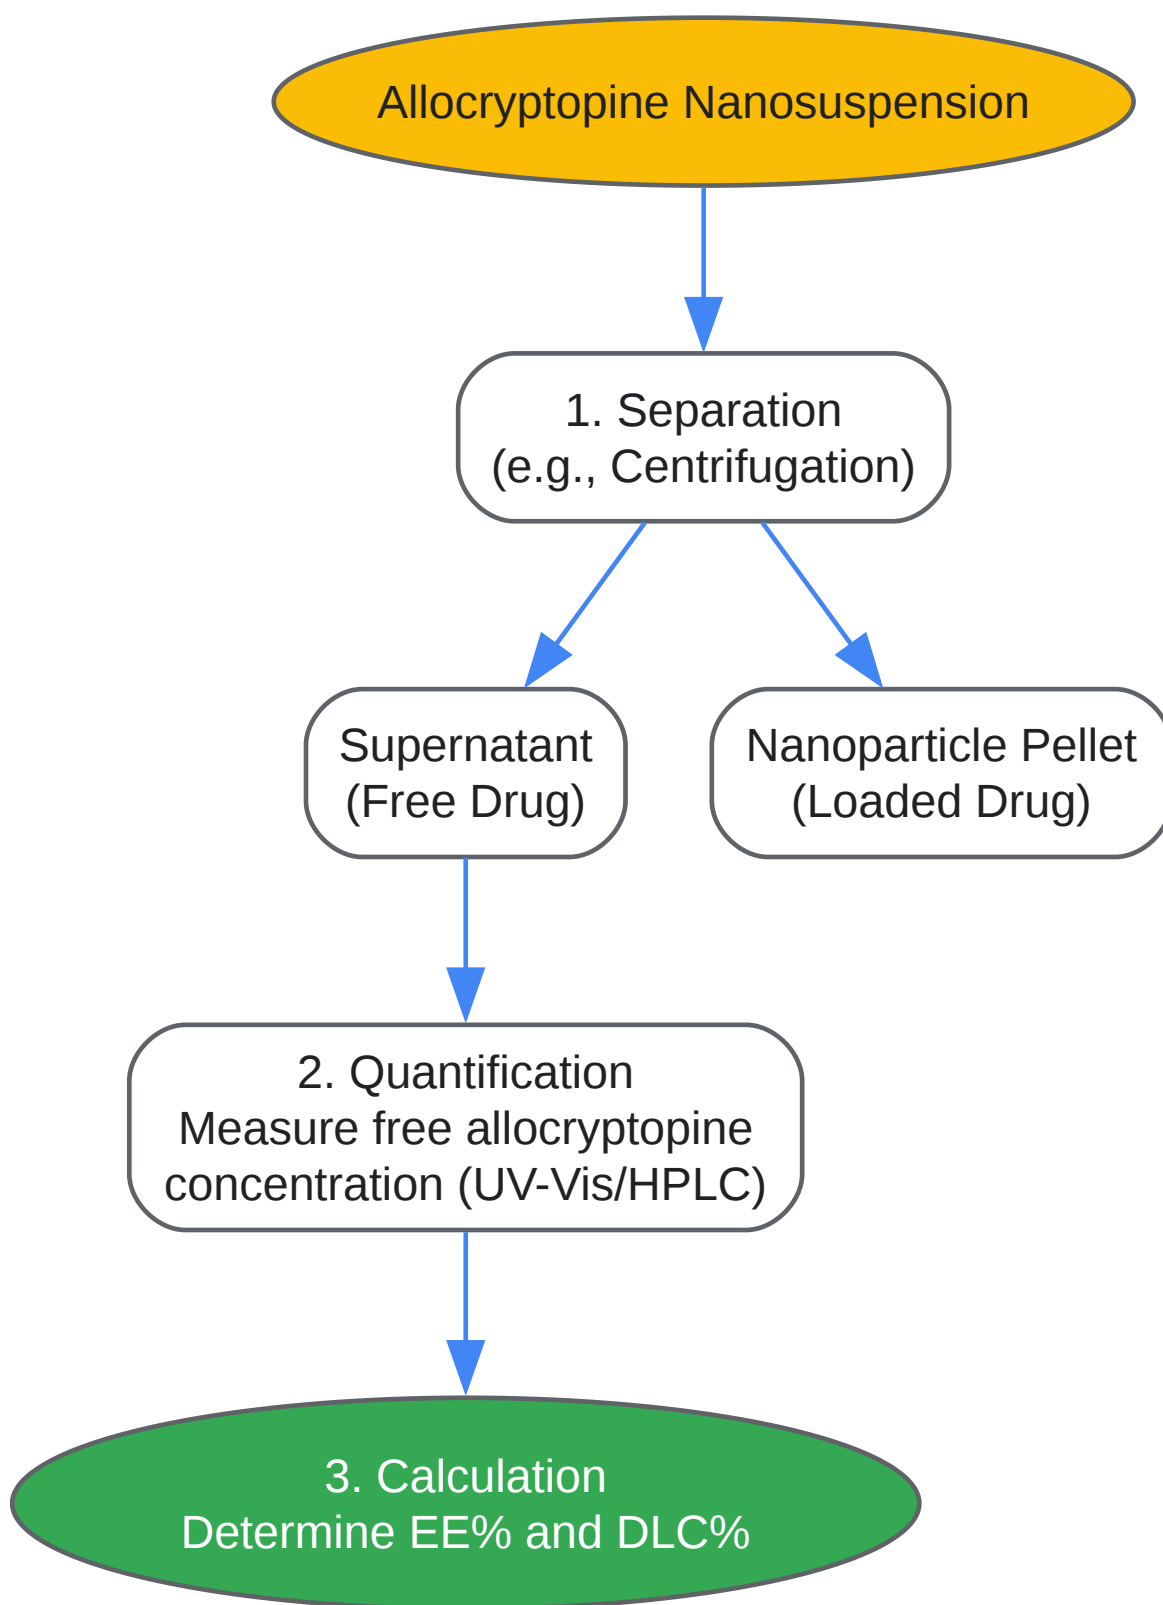 Allocryptopine Nanosuspension
1. Separation
(e.g., Centrifugation)
Supernatant
(Free Drug)
Nanoparticle Pellet
(Loaded Drug)
2. Quantification
Measure free allocryptopine
concentration (UV-Vis/HPLC)
3. Calculation
Determine EE% and DLC%